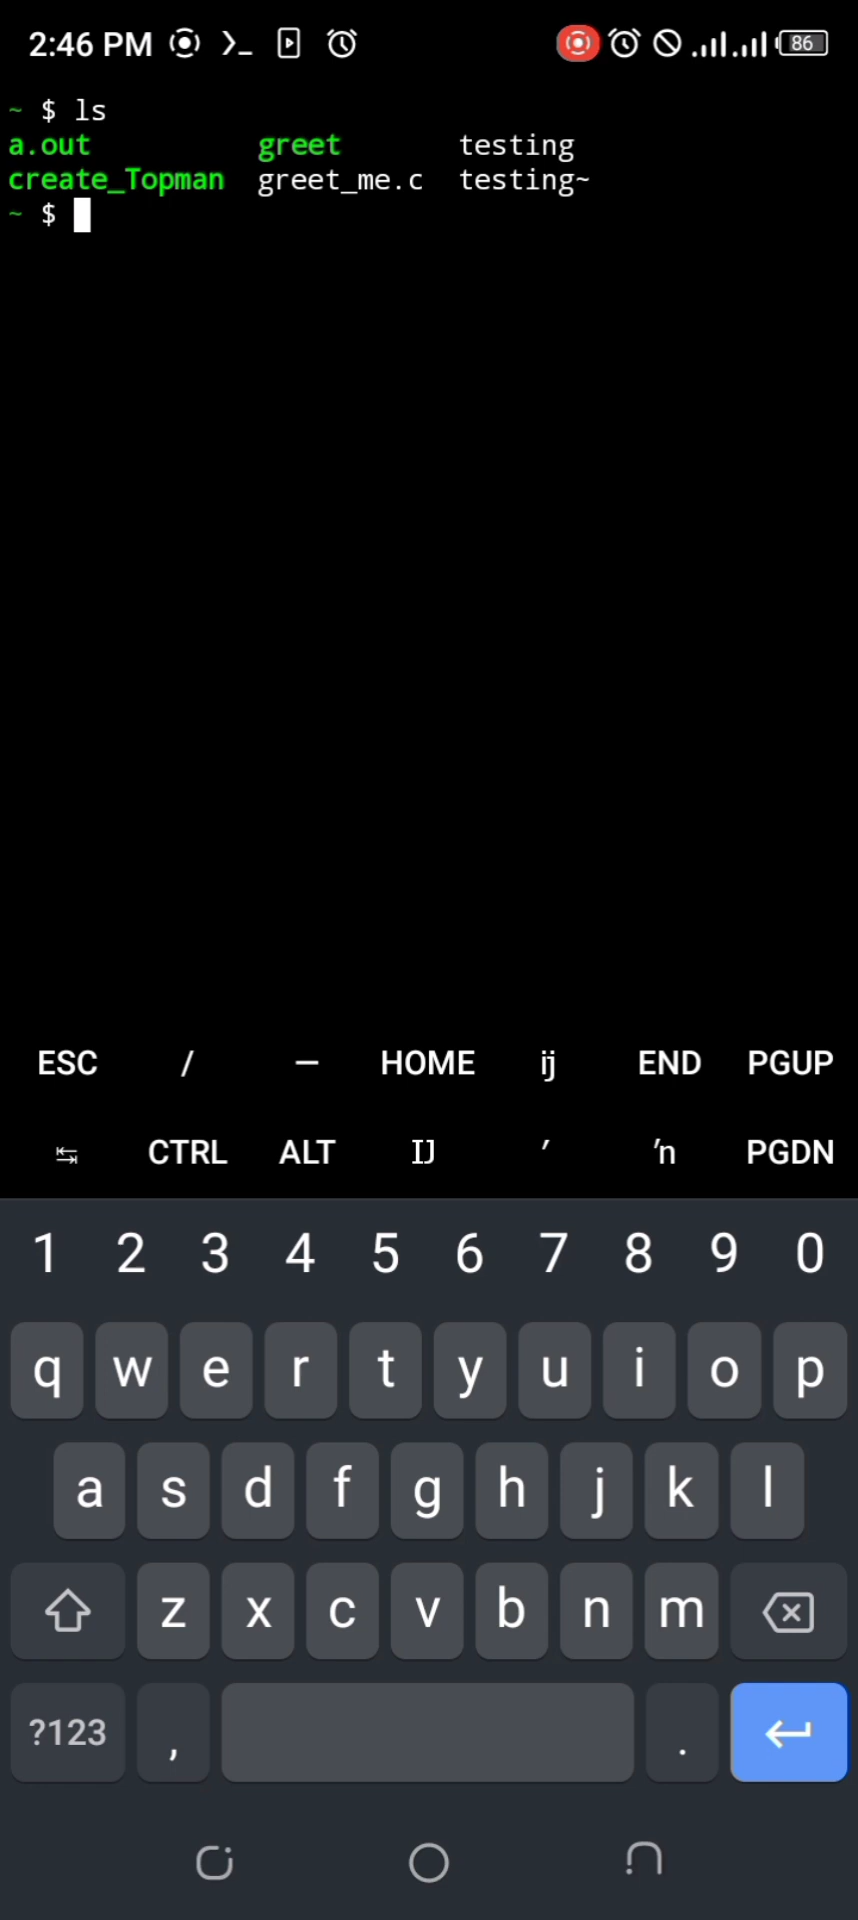 2:46 PM
86
~ $ ls
a.out greet testing
create_Topman greet_me.c testing~
~ $
ESC / — HOME ĳ END PGUP
↹ CTRL ALT Ĳ ′ ŉ PGDN
1 2 3 4 5 6 7 8 9 0
q w e r t y u i o p
a s d f g h j k l
z x c v b n m
?123 , .